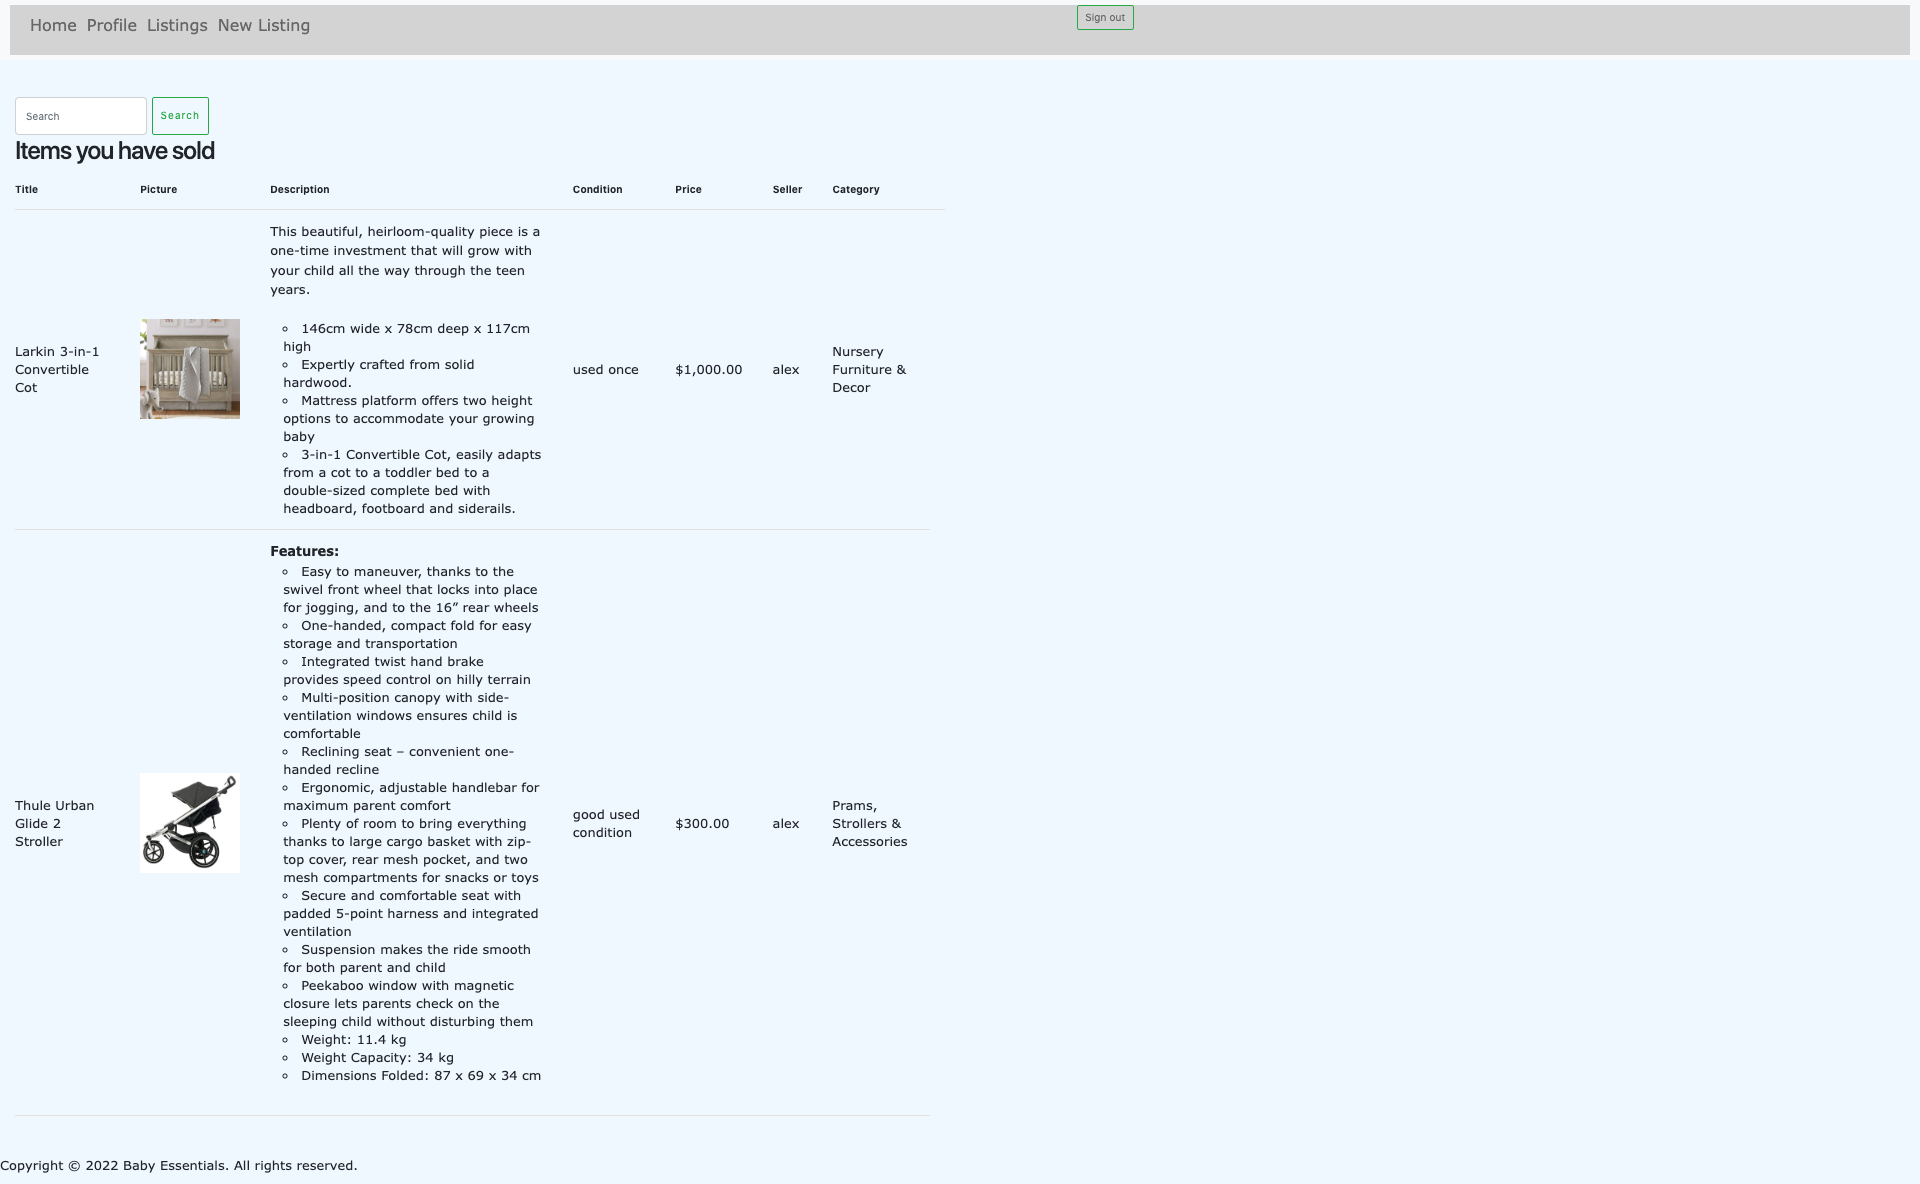 Home Profile Listings New Listing
Sign out
Search Search
Items you have sold
Title Picture Description Condition Price Seller Category
Larkin 3-in-1
Convertible
Cot
This beautiful, heirloom-quality piece is a
one-time investment that will grow with
your child all the way through the teen
years.
146cm wide x 78cm deep x 117cm
high
Expertly crafted from solid
hardwood.
Mattress platform offers two height
options to accommodate your growing
baby
3-in-1 Convertible Cot, easily adapts
from a cot to a toddler bed to a
double-sized complete bed with
headboard, footboard and siderails.
used once
$1,000.00
alex
Nursery
Furniture &
Decor
Thule Urban
Glide 2
Stroller
Features:
Easy to maneuver, thanks to the
swivel front wheel that locks into place
for jogging, and to the 16” rear wheels
One-handed, compact fold for easy
storage and transportation
Integrated twist hand brake
provides speed control on hilly terrain
Multi-position canopy with side-
ventilation windows ensures child is
comfortable
Reclining seat – convenient one-
handed recline
Ergonomic, adjustable handlebar for
maximum parent comfort
Plenty of room to bring everything
thanks to large cargo basket with zip-
top cover, rear mesh pocket, and two
mesh compartments for snacks or toys
Secure and comfortable seat with
padded 5-point harness and integrated
ventilation
Suspension makes the ride smooth
for both parent and child
Peekaboo window with magnetic
closure lets parents check on the
sleeping child without disturbing them
Weight: 11.4 kg
Weight Capacity: 34 kg
Dimensions Folded: 87 x 69 x 34 cm
good used
condition
$300.00
alex
Prams,
Strollers &
Accessories
Copyright © 2022 Baby Essentials. All rights reserved.